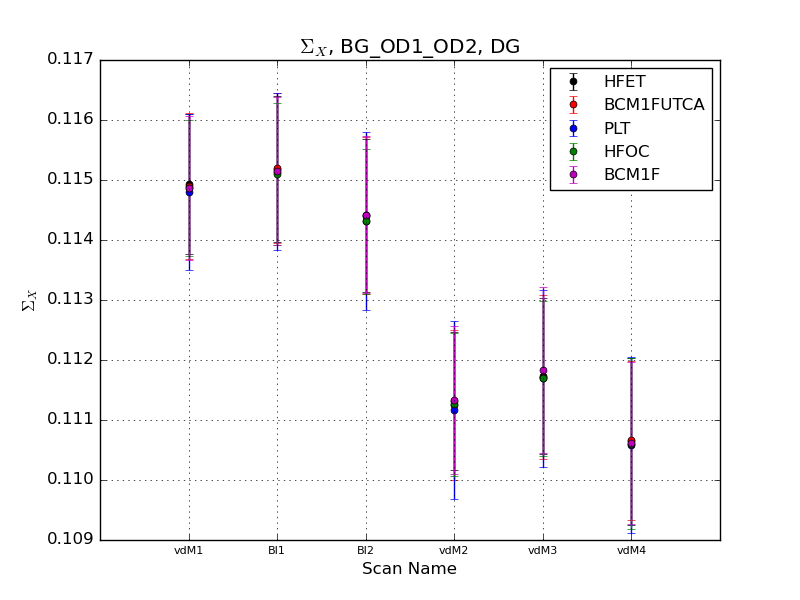 Σ_X, BG_OD1_OD2, DG
0.117
0.116
0.115
0.114
0.113
0.112
0.111
0.110
0.109
Σ_X
HFET
BCM1FUTCA
PLT
HFOC
BCM1F
vdM1 BI1 BI2 vdM2 vdM3 vdM4
Scan Name